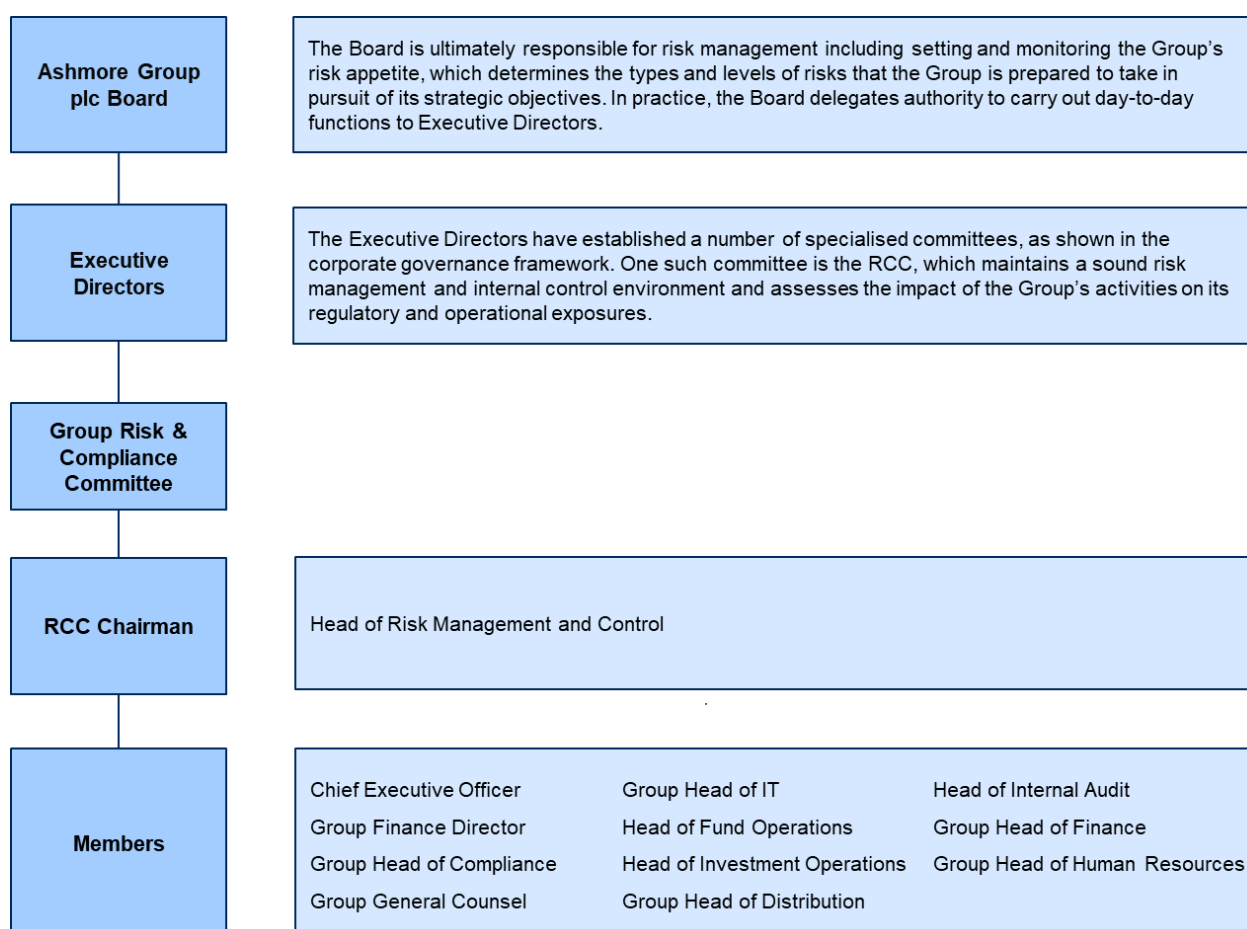 Ashmore Group
plc Board
The Board is ultimately responsible for risk management including setting and monitoring the Group's
risk appetite, which determines the types and levels of risks that the Group is prepared to take in
pursuit of its strategic objectives. In practice, the Board delegates authority to carry out day-to-day
functions to Executive Directors.
Executive
Directors
The Executive Directors have established a number of specialised committees, as shown in the
corporate governance framework. One such committee is the RCC, which maintains a sound risk
management and internal control environment and assesses the impact of the Group's activities on its
regulatory and operational exposures.
Group Risk &
Compliance
Committee
RCC Chairman
Head of Risk Management and Control
.
Members
Chief Executive Officer
Group Finance Director
Group Head of Compliance
Group General Counsel
Group Head of IT
Head of Fund Operations
Head of Investment Operations
Group Head of Distribution
Head of Internal Audit
Group Head of Finance
Group Head of Human Resources